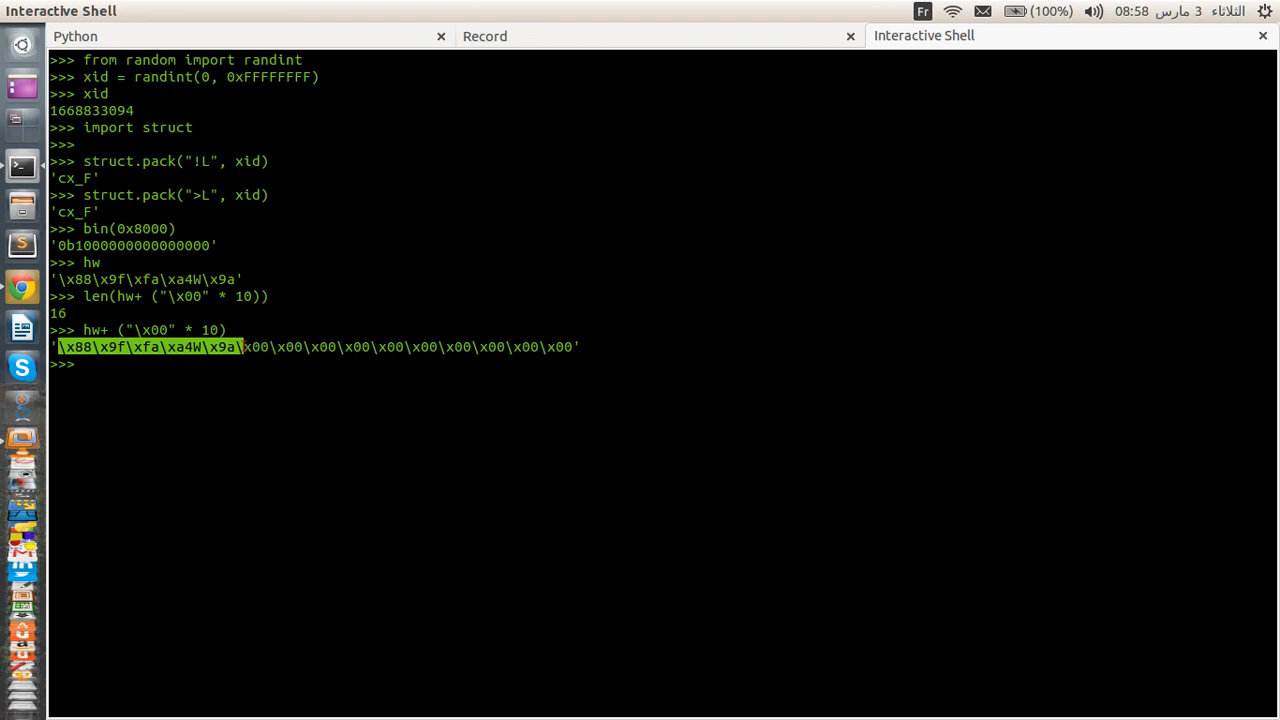 Interactive Shell
Fr
(100%)
الثلاثاء 3 مارس 08:58
Python
Record
Interactive Shell
>>> from random import randint
>>> xid = randint(0, 0xFFFFFFFF)
>>> xid
1668833094
>>> import struct
>>>
>>> struct.pack("!L", xid)
'cx_F'
>>> struct.pack(">L", xid)
'cx_F'
>>> bin(0x8000)
'0b1000000000000000'
>>> hw
'\x88\x9f\xfa\xa4W\x9a'
>>> len(hw+ ("\x00" * 10))
16
>>> hw+ ("\x00" * 10)
'\x88\x9f\xfa\xa4W\x9a\x00\x00\x00\x00\x00\x00\x00\x00\x00\x00'
>>>